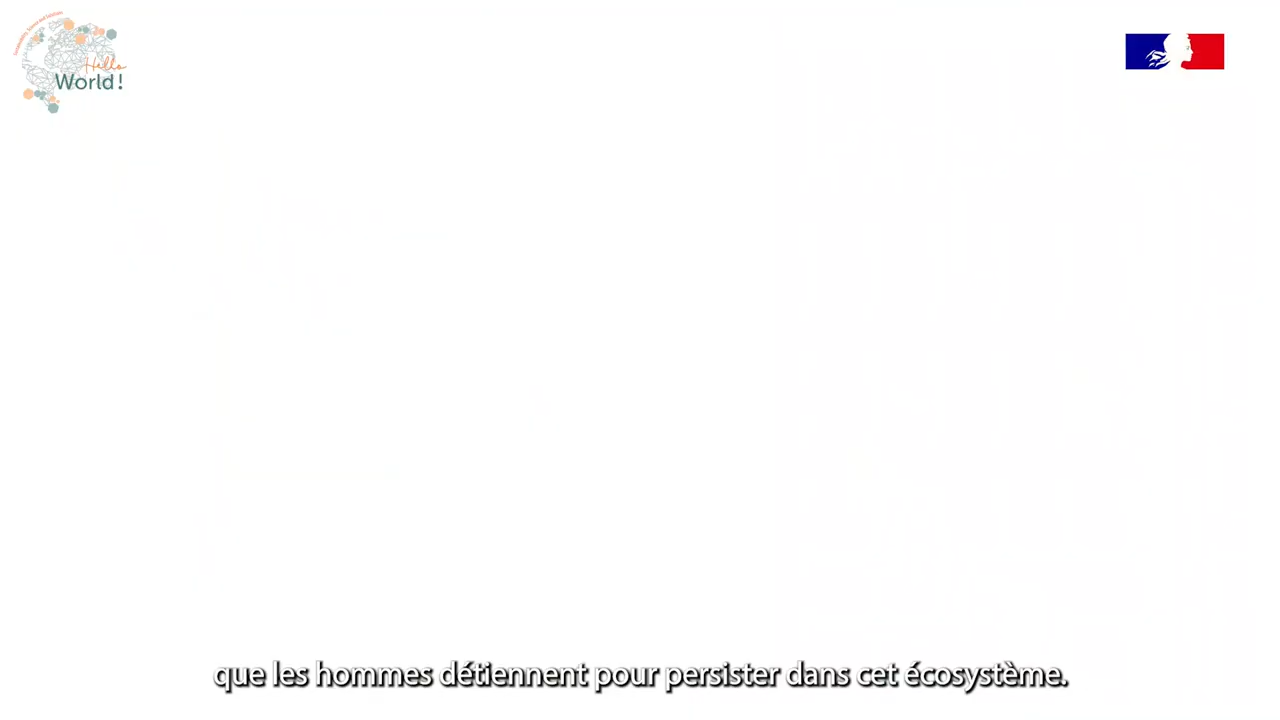 Hello
World !
que les hommes détiennent pour persister dans cet écosystème.